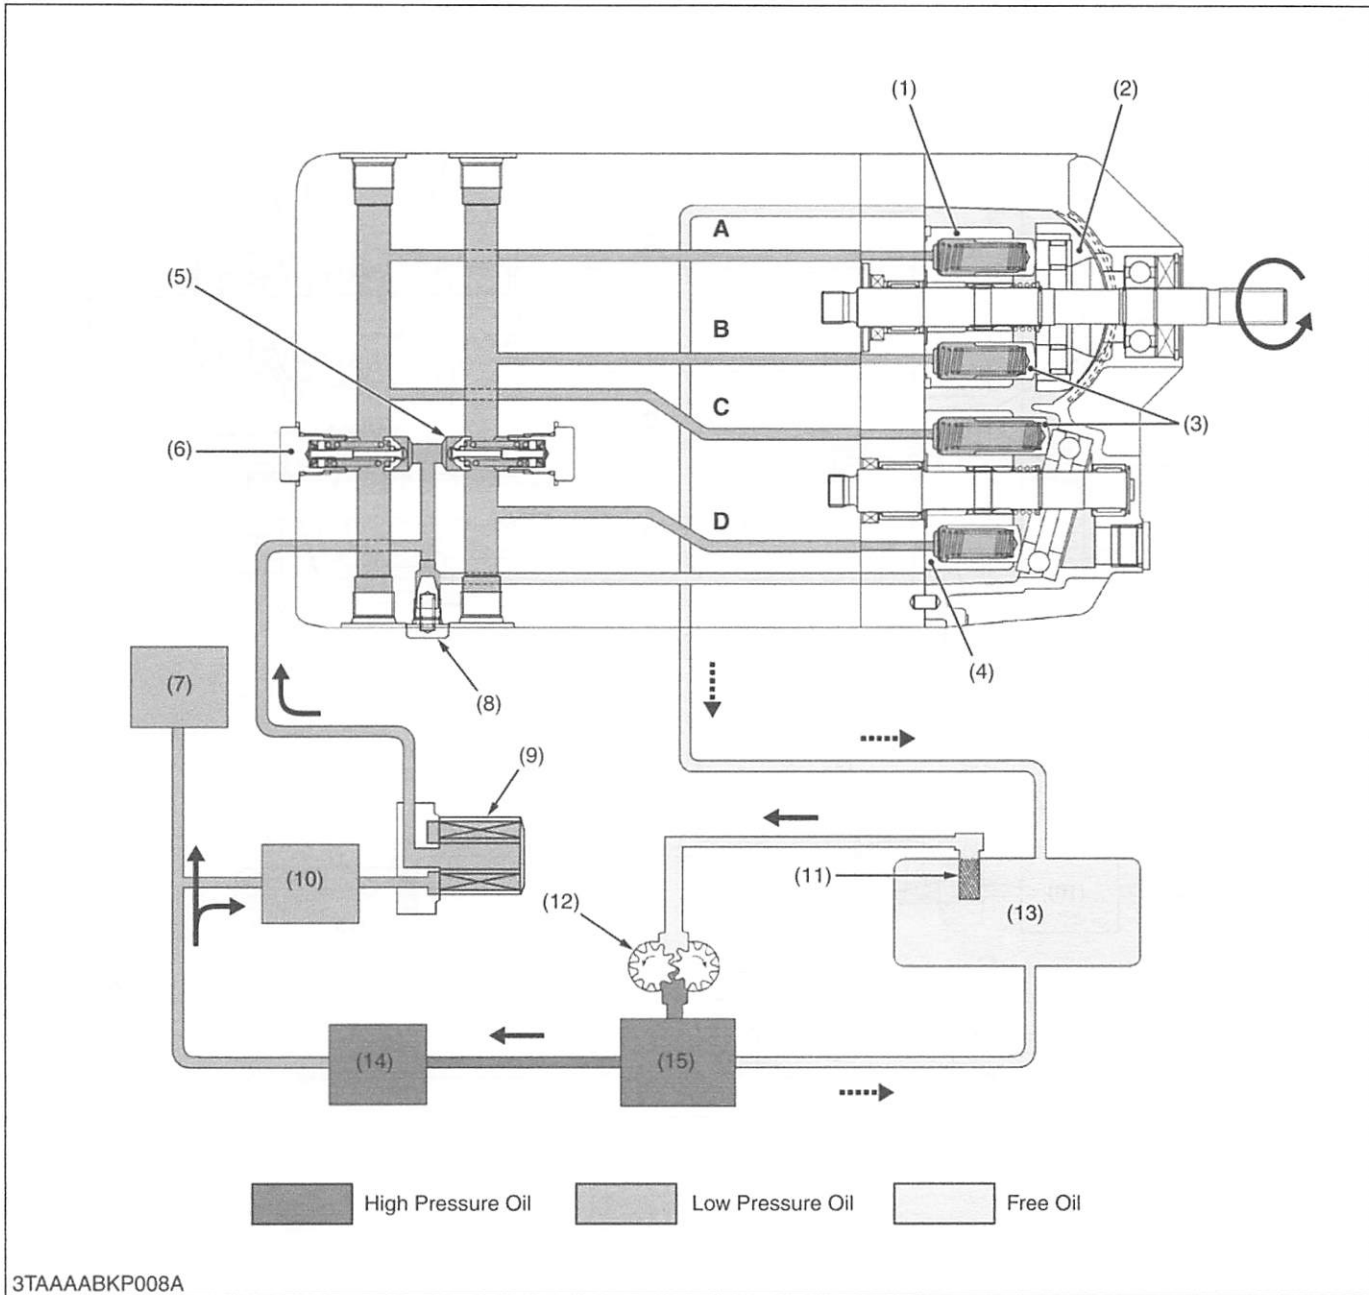 (1)
(2)
A
(5)
B
C
(3)
(6)
D
(4)
(7)
(8)
(9)
(10)
(11)
(12)
(13)
(14)
(15)
High Pressure Oil
Low Pressure Oil
Free Oil
3TAAAABKP008A